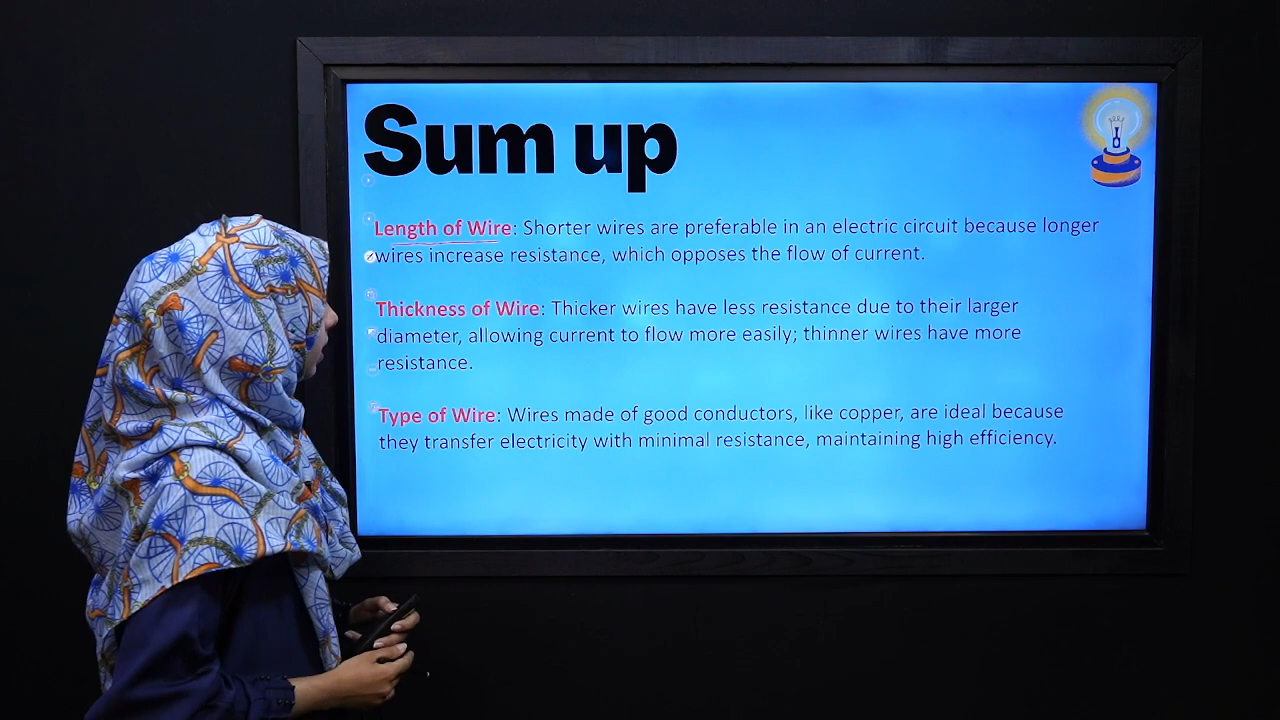 Sum up
Length of Wire: Shorter wires are preferable in an electric circuit because longer
wires increase resistance, which opposes the flow of current.
Thickness of Wire: Thicker wires have less resistance due to their larger
diameter, allowing current to flow more easily; thinner wires have more
resistance.
Type of Wire: Wires made of good conductors, like copper, are ideal because
they transfer electricity with minimal resistance, maintaining high efficiency.